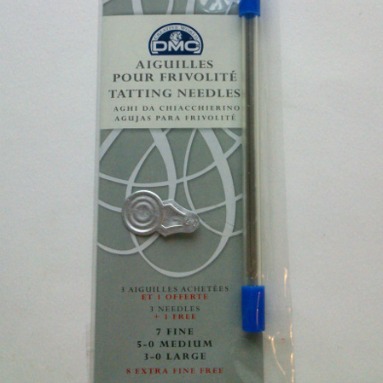 DMC
AIGUILLES
POUR FRIVOLITÉ
TATTING NEEDLES
AGHI DA CHIACCHIERINO
AGUJAS PARA FRIVOLITÉ
3 AIGUILLES ACHETÉES
ET 1 OFFERTE
3 NEEDLES
+ 1 FREE
7 FINE
5-0 MEDIUM
3-0 LARGE
8 EXTRA FINE FREE